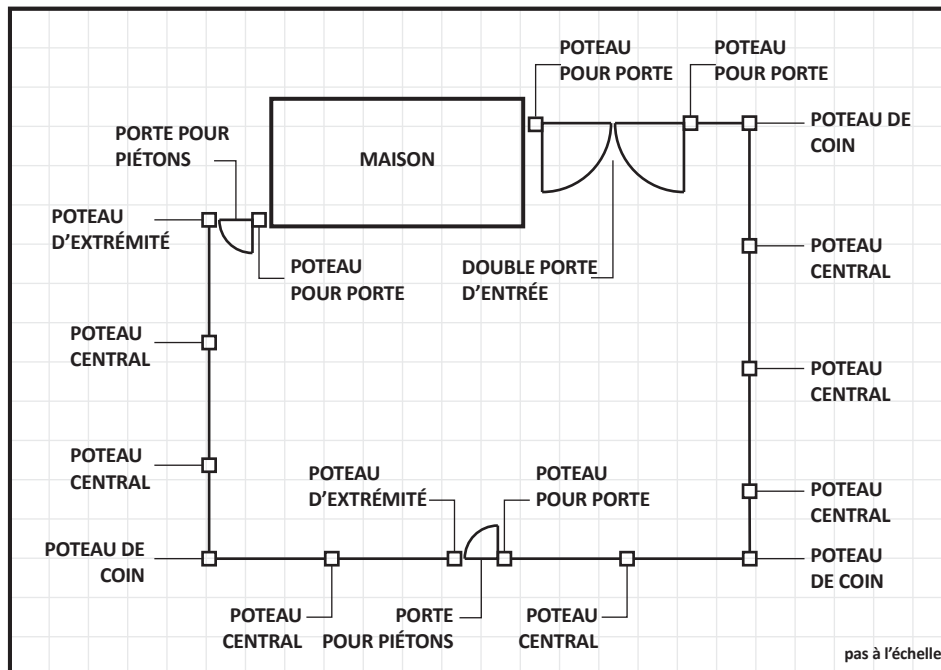 POTEAU
POUR PORTE
POTEAU
POUR PORTE
POTEAU DE
COIN
PORTE POUR
PIÉTONS
MAISON
POTEAU
D’EXTRÉMITÉ
POTEAU
POUR PORTE
DOUBLE PORTE
D’ENTRÉE
POTEAU
CENTRAL
POTEAU
CENTRAL
POTEAU
CENTRAL
POTEAU
CENTRAL
POTEAU
D’EXTRÉMITÉ
POTEAU
POUR PORTE
POTEAU
CENTRAL
POTEAU DE
COIN
POTEAU
DE COIN
POTEAU
CENTRAL
PORTE
POUR PIÉTONS
POTEAU
CENTRAL
pas à l’échelle